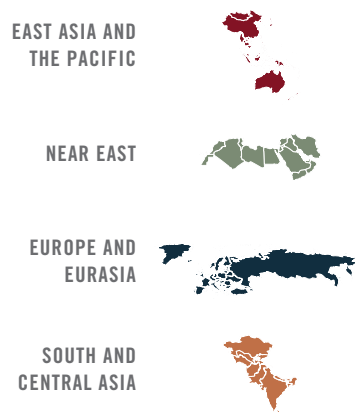 EAST ASIA AND
THE PACIFIC
NEAR EAST
EUROPE AND
EURASIA
SOUTH AND
CENTRAL ASIA